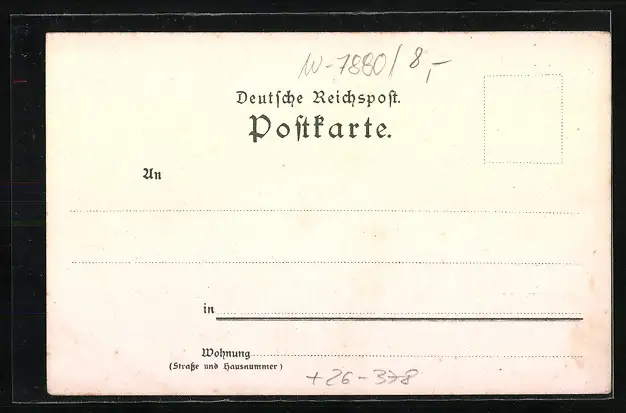 W-7880/8,-
Deutsche Reichspost.
Postkarte.
An
in
Wohnung
(Straße und Hausnummer)
+26-378